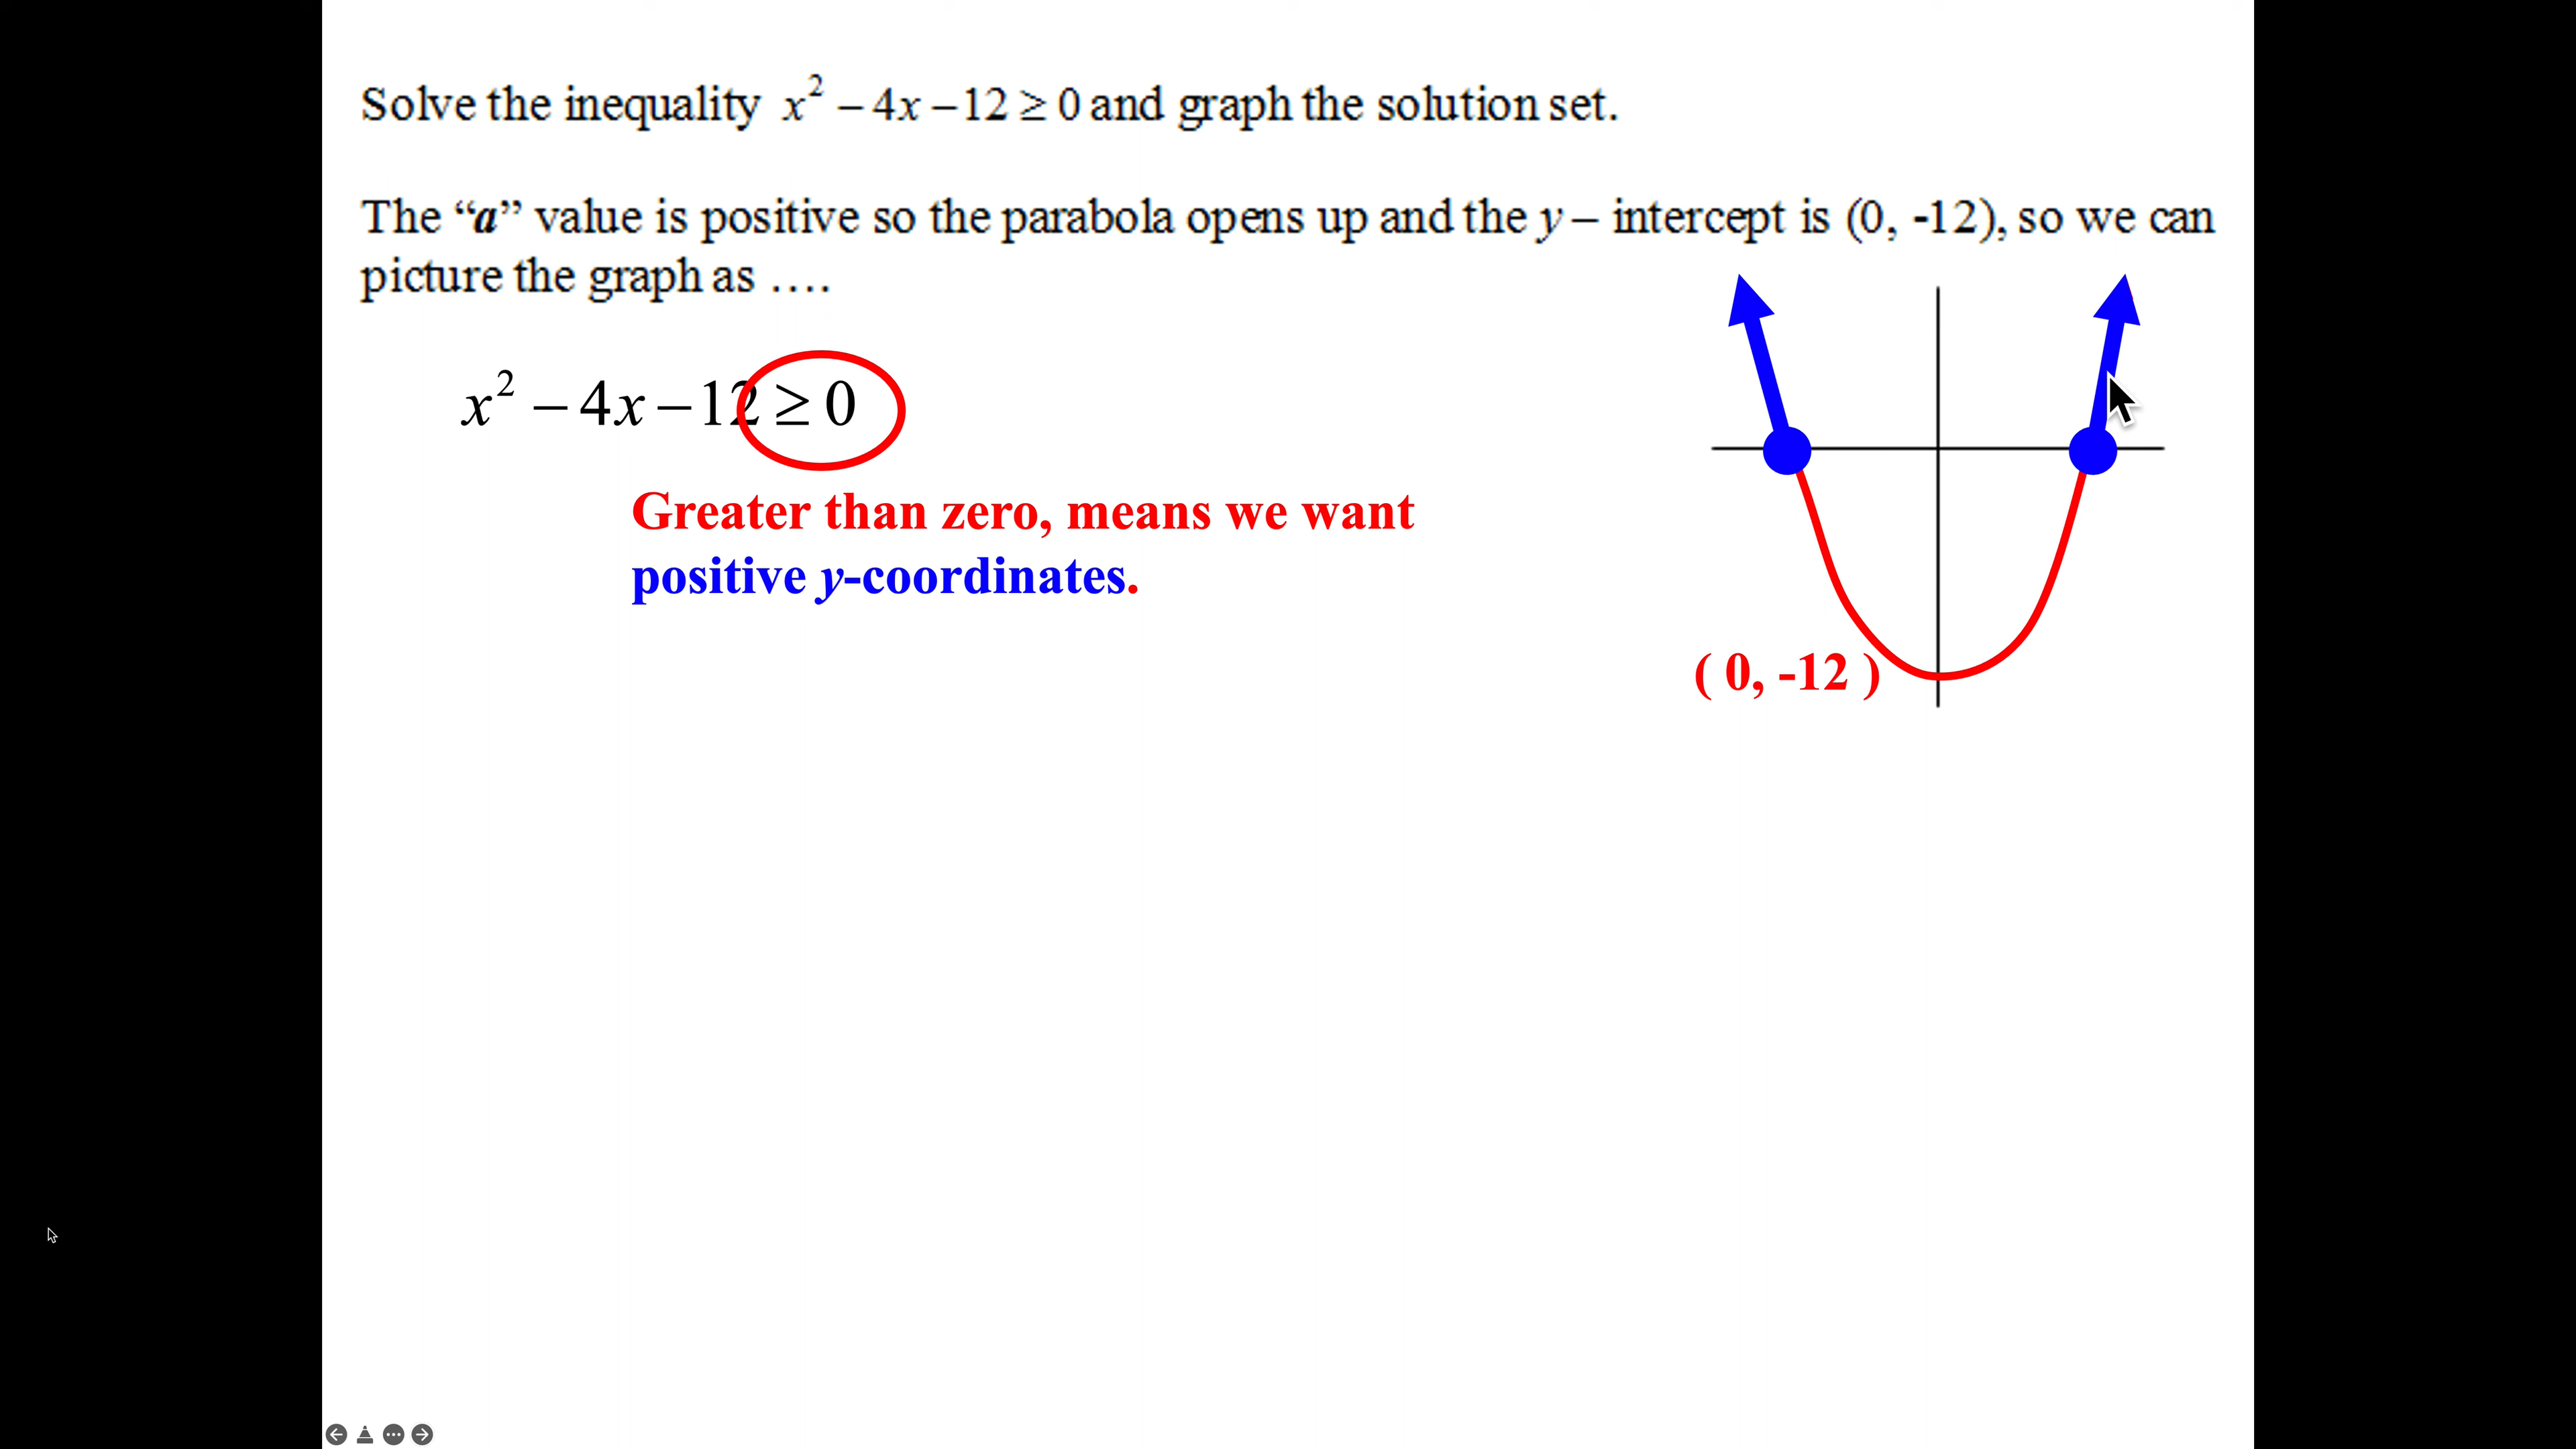 Solve the inequality x² – 4x – 12 ≥ 0 and graph the solution set.
The “a” value is positive so the parabola opens up and the y – intercept is (0, -12), so we can
picture the graph as ….
x² – 4x – 12 ≥ 0
Greater than zero, means we want
positive y-coordinates.
( 0, -12 )